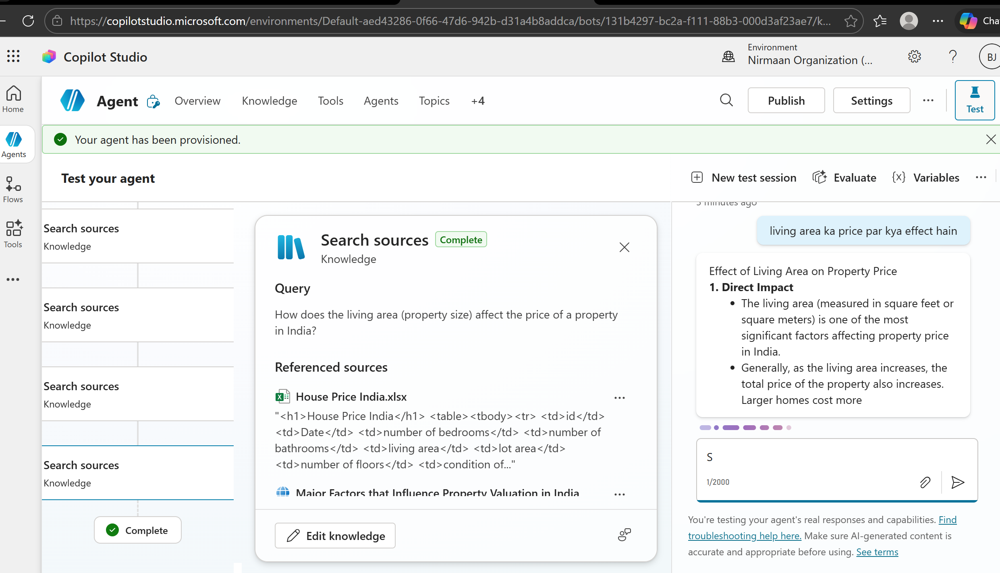 https://copilotstudio.microsoft.com/environments/Default-aed43286-0f66-47d6-942b-d31a4b8addca/bots/131b4297-bc2a-f111-88b3-000d3af23ae7/k...
Copilot Studio
Environment
Nirmaan Organization (...
BJ
Home
Agents
Flows
Tools
Agent
Overview
Knowledge
Tools
Agents
Topics
+4
Publish
Settings
Test
Your agent has been provisioned.
Test your agent
New test session
Evaluate
Variables
Search sources
Knowledge
Search sources
Knowledge
Search sources
Knowledge
Search sources
Knowledge
Complete
Search sources
Complete
Knowledge
Query
How does the living area (property size) affect the price of a property
in India?
Referenced sources
House Price India.xlsx
"<h1>House Price India</h1> <table><tbody><tr> <td>id</td>
<td>Date</td> <td>number of bedrooms</td> <td>number of
bathrooms</td> <td>living area</td> <td>lot area</td>
<td>number of floors</td> <td>condition of..."
Major Factors that Influence Property Valuation in India
Edit knowledge
minutes ago
living area ka price par kya effect hain
Effect of Living Area on Property Price
1. Direct Impact
• The living area (measured in square feet or
square meters) is one of the most
significant factors affecting property price
in India.
• Generally, as the living area increases, the
total price of the property also increases.
Larger homes cost more
S
1/2000
You're testing your agent's real responses and capabilities. Find
troubleshooting help here. Make sure AI-generated content is
accurate and appropriate before using. See terms